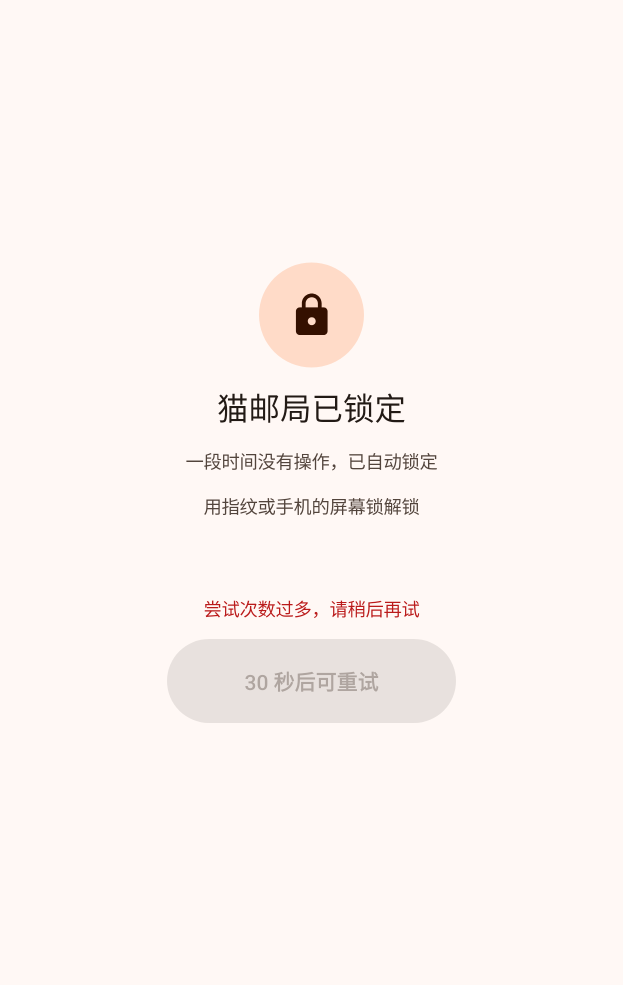 猫邮局已锁定
一段时间没有操作，已自动锁定
用指纹或手机的屏幕锁解锁
尝试次数过多，请稍后再试
30 秒后可重试